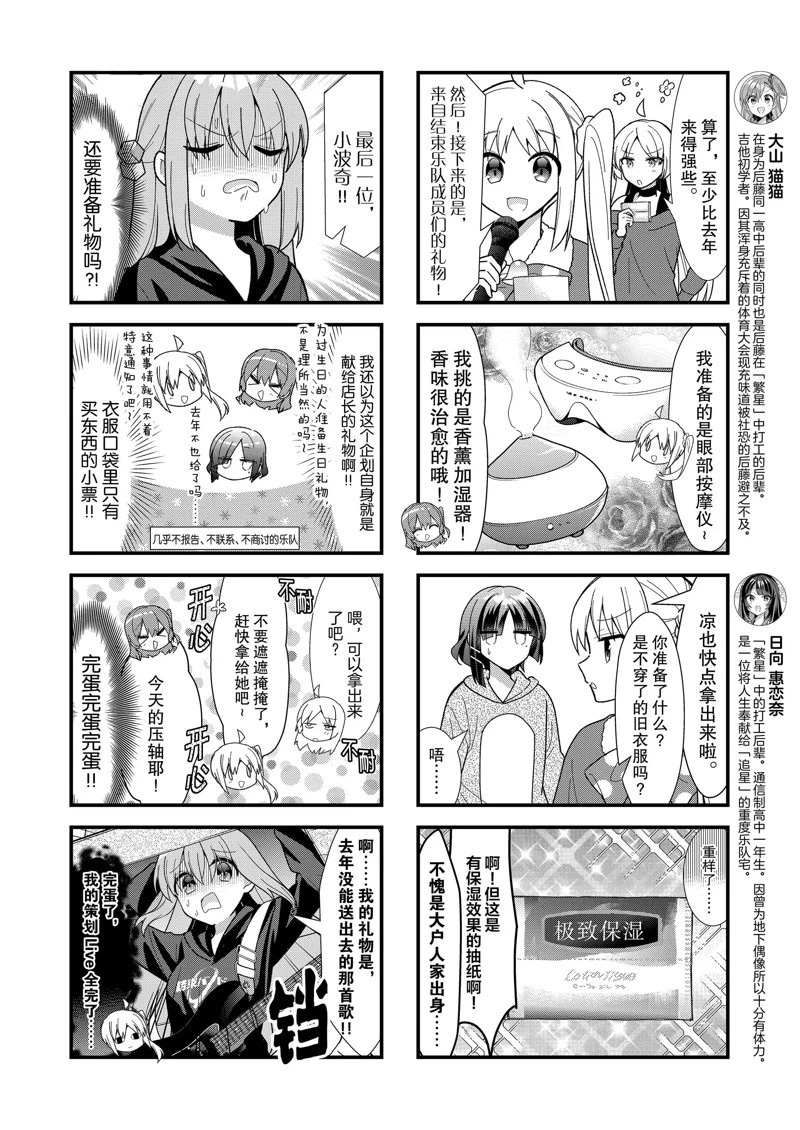 算了，至少比去年
来得强些。
然后！接下来的是，
来自结束乐队成员们的礼物！
我准备的是眼部按摩仪～
我挑的是香薰加湿器！
香味很治愈的哦！
凉也快点拿出来啦。
你准备了什么？
是不穿了的旧衣服吗？
唔……
重样了……
啊！但这是
有保湿效果的抽纸啊！
不愧是大户人家出身……
极致保湿
最后一位，
小波奇！！
还要准备礼物吗？！
我还以为这个企划自身就是
献给店长的礼物啊！！
为过生日的人准备生日礼物，
不是理所当然的吗～
去年不也给了吗……
这种事情就用不着
特意通知了吧～
衣服口袋里只有
买东西的小票！！
几乎不报告、不联系、不商讨的乐队
喂，可以拿出来
了吧？
不耐
不要遮遮掩掩了，
赶快拿给她吧～
开心
今天的压轴耶！
开心
不耐
完蛋完蛋完蛋！！
啊……我的礼物是，
去年没能送出去的那首歌！！
铛
完蛋了，
我的策划Live全完了……
大山 猫猫
在身为后藤同一高中后辈的同时也是后藤在「繁星」中打工的后辈。
吉他初学者。因其浑身充斥着的体育大会现充味道被社恐的后藤避之不及。
日向 惠恋奈
「繁星」中的打工后辈。通信制高中一年生。因曾为地下偶像所以十分有体力。
是一位将人生奉献给「追星」的重度乐队宅。